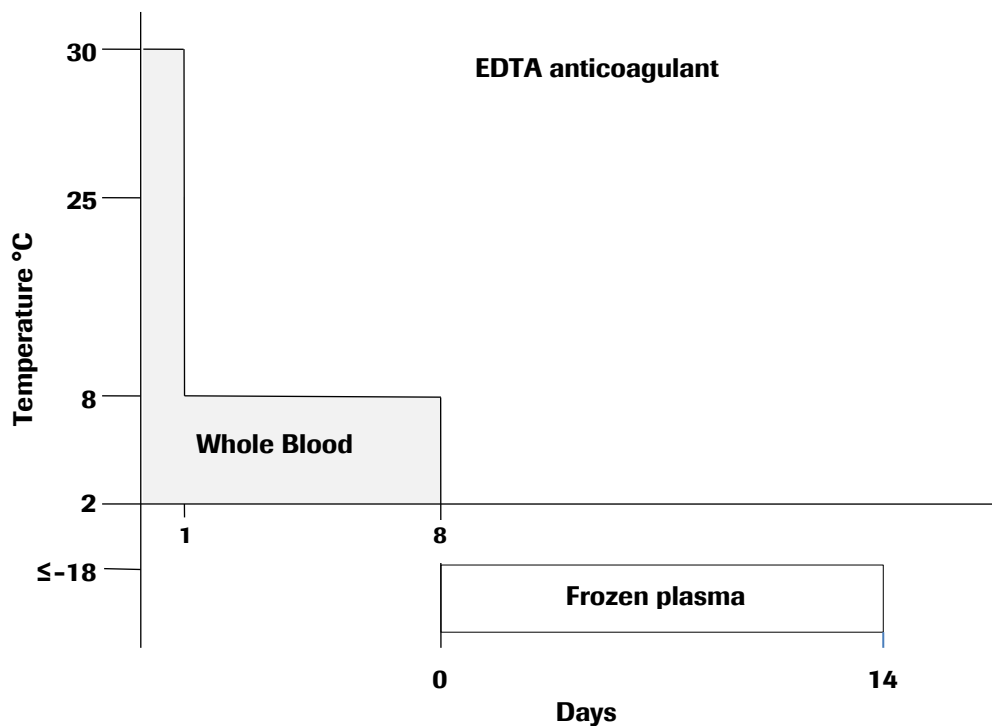 30
EDTA anticoagulant
25
Temperature °C
8
Whole Blood
2
1
8
≤-18
Frozen plasma
0
14
Days